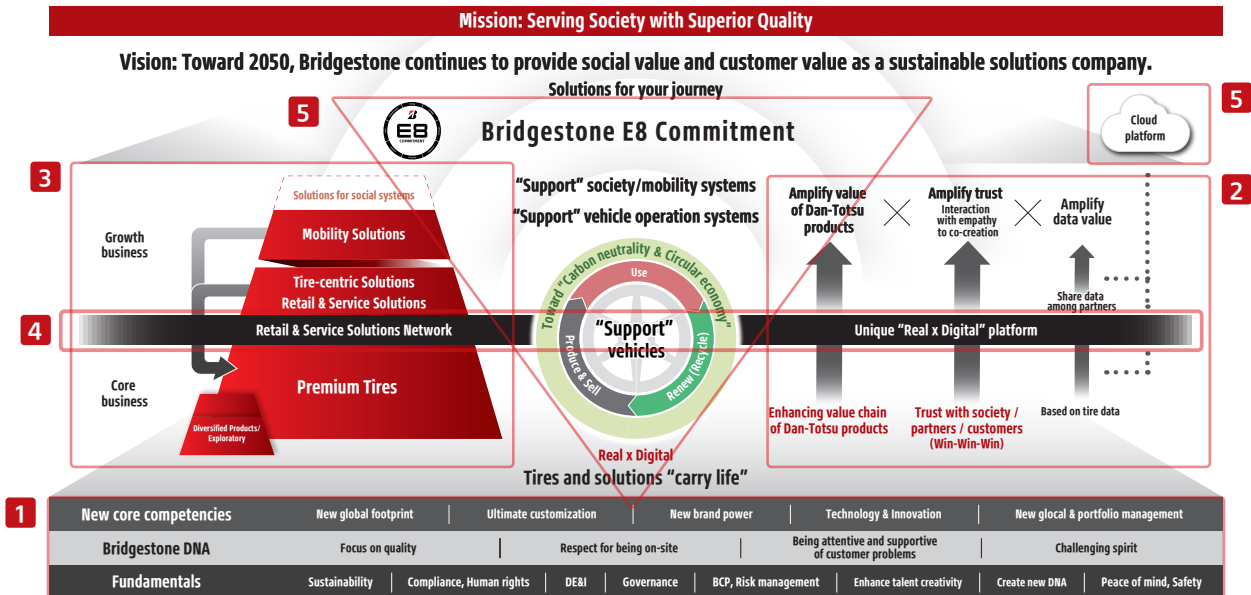 Mission: Serving Society with Superior Quality
Vision: Toward 2050, Bridgestone continues to provide social value and customer value as a sustainable solutions company.
Solutions for your journey
5
E8
COMMITMENT
Bridgestone E8 Commitment
Cloud
platform
5
3
Growth
business
Core
business
Solutions for social systems
Mobility Solutions
Tire-centric Solutions
Retail & Service Solutions
4
Retail & Service Solutions Network
Premium Tires
Diversified Products/
Exploratory
"Support" society/mobility systems
"Support" vehicle operation systems
Toward "Carbon neutrality & Circular economy"
Use
Produce & Sell
Renew (Recycle)
"Support"
vehicles
Real x Digital
Tires and solutions "carry life"
2
Amplify value
of Dan-Totsu
products
Amplify trust
Interaction
with empathy
to co-creation
Amplify
data value
Share data
among partners
Unique "Real x Digital" platform
Enhancing value chain
of Dan-Totsu products
Trust with society /
partners / customers
(Win-Win-Win)
Based on tire data
1
New core competencies
New global footprint
Ultimate customization
New brand power
Technology & Innovation
New glocal & portfolio management
Bridgestone DNA
Focus on quality
Respect for being on-site
Being attentive and supportive
of customer problems
Challenging spirit
Fundamentals
Sustainability
Compliance, Human rights
DE&I
Governance
BCP, Risk management
Enhance talent creativity
Create new DNA
Peace of mind, Safety